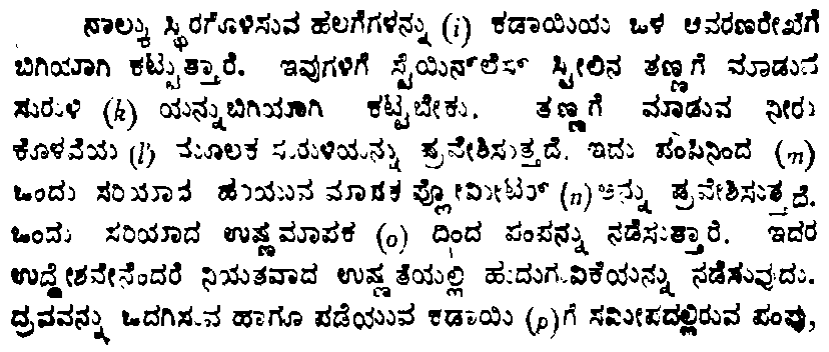 ನಾಲ್ಕು ಸ್ಥಿರಗೊಳಿಸುವ ಹಲಗೆಗಳನ್ನು (i) ಕಡಾಯಿಯ ಒಳ ಆವರಣರೇಖೆಗೆ
ಬಿಗಿಯಾಗಿ ಕಟ್ಟುತ್ತಾರೆ. ಇವುಗಳಿಗೆ ಸ್ಟೆಯಿನ್‌ಲೆಸ್ ಸ್ಟೀಲಿನ ತಣ್ಣಗೆ ಮಾಡುವ
ಸುರುಳಿ (k) ಯನ್ನು ಬಿಗಿಯಾಗಿ ಕಟ್ಟಬೇಕು. ತಣ್ಣಗೆ ಮಾಡುವ ನೀರು
ಕೊಳವೆಯ (l) ಮೂಲಕ ಸುರುಳಿಯನ್ನು ಪ್ರವೇಶಿಸುತ್ತದೆ. ಇದು ಪಂಪಿನಿಂದ (m)
ಒಂದು ಸರಿಯಾದ ಹರಿಯುವ ಮಾಪಕ ಫ್ಲೋಮೀಟರ್ (n) ಅನ್ನು ಪ್ರವೇಶಿಸುತ್ತದೆ.
ಒಂದು ಸರಿಯಾದ ಉಷ್ಣಮಾಪಕ (o) ದಿಂದ ಪಂಪನ್ನು ನಡೆಸುತ್ತಾರೆ. ಇದರ
ಉದ್ದೇಶವೇನೆಂದರೆ ನಿಯತವಾದ ಉಷ್ಣತೆಯಲ್ಲಿ ಹುದುಗುವಿಕೆಯನ್ನು ನಡೆಸುವುದು.
ದ್ರವವನ್ನು ಒದಗಿಸುವ ಹಾಗೂ ಪಡೆಯುವ ಕಡಾಯಿ (p)ಗೆ ಸಮೀಪದಲ್ಲಿರುವ ಪಂಪು,